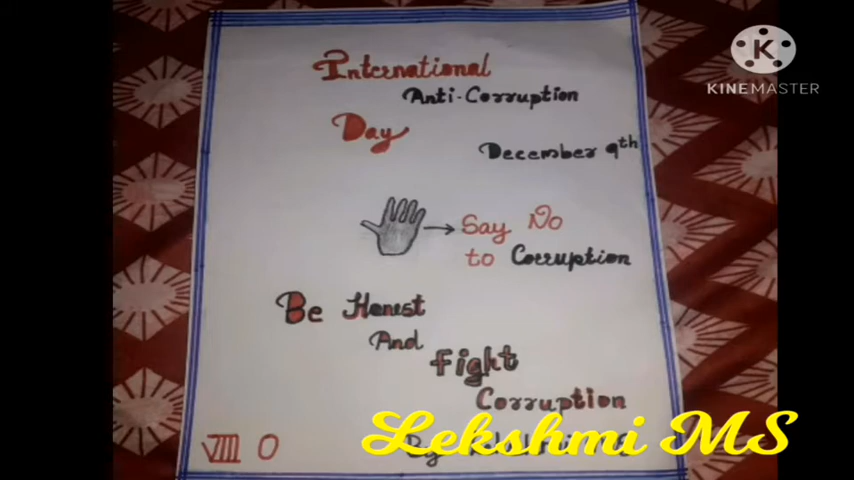 International
Anti-Corruption
Day
December 9th
Say No
to Corruption
Be Honest
And
Fight
Corruption
VIII O
By
Lekshmi MS
KINEMASTER